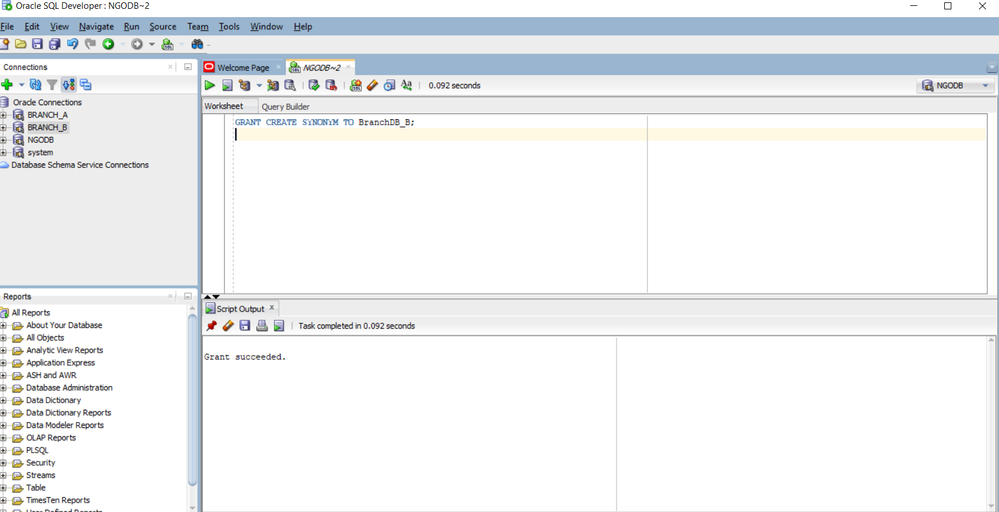 Oracle SQL Developer : NGODB~2
File Edit View Navigate Run Source Team Tools Window Help
Connections
Oracle Connections
BRANCH_A
BRANCH_B
NGODB
system
Database Schema Service Connections
Reports
All Reports
About Your Database
All Objects
Analytic View Reports
Application Express
ASH and AWR
Database Administration
Data Dictionary
Data Dictionary Reports
Data Modeler Reports
OLAP Reports
PLSQL
Security
Streams
Table
TimesTen Reports
User Defined Reports
Welcome Page
NGODB~2
0.092 seconds
NGODB
Worksheet
Query Builder
GRANT CREATE SYNONYM TO BranchDB_B;
Script Output
Task completed in 0.092 seconds
Grant succeeded.